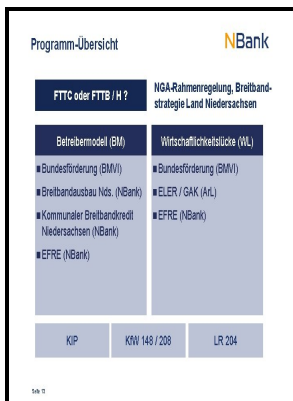 Programm-Übersicht
NBank
FTTC oder FTTB / H ?
NGA-Rahmenregelung, Breitband-
strategie Land Niedersachsen
Betreibermodell (BM)
■ Bundesförderung (BMVI)
■ Breitbandausbau Nds. (NBank)
■ Kommunaler Breitbandkredit
Niedersachsen (NBank)
■ EFRE (NBank)
Wirtschaftlichkeitslücke (WL)
■ Bundesförderung (BMVI)
■ ELER / GAK (ArL)
■ EFRE (NBank)
KIP
KfW 148 / 208
LR 204